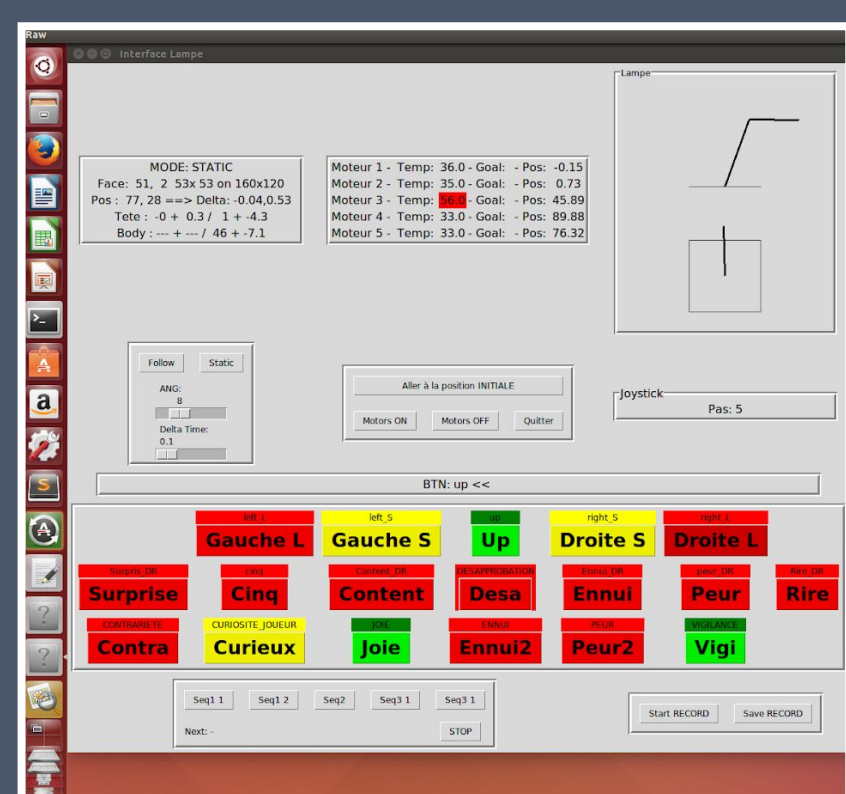 Raw
Interface Lampe
Lampe
MODE: STATIC
Face: 51, 2 53x 53 on 160x120
Pos : 77, 28 ==> Delta: -0.04,0.53
Tete : -0 + 0.3 / 1 + -4.3
Body : --- + --- / 46 + -7.1
Moteur 1 - Temp: 36.0 - Goal: - Pos: -0.15
Moteur 2 - Temp: 35.0 - Goal: - Pos: 0.73
Moteur 3 - Temp: 56.0 - Goal: - Pos: 45.89
Moteur 4 - Temp: 33.0 - Goal: - Pos: 89.88
Moteur 5 - Temp: 33.0 - Goal: - Pos: 76.32
Follow Static
ANG:
8
Delta Time:
0.1
Aller à la position INITIALE
Motors ON Motors OFF Quitter
Joystick
Pas: 5
BTN: up <<
left_L left_S up right_S right_L
Gauche L Gauche S Up Droite S Droite L
Surpris_DR cinq Content_DR DESAPPROBATION Ennui_DR peur_DR Rire_DR
Surprise Cinq Content Desa Ennui Peur Rire
CONTRARIETE CURIOSITE_JOUEUR JOIE ENNUI PEUR VIGILANCE
Contra Curieux Joie Ennui2 Peur2 Vigi
Seq1 1 Seq1 2 Seq2 Seq3 1 Seq3 1
Next: - STOP
Start RECORD Save RECORD